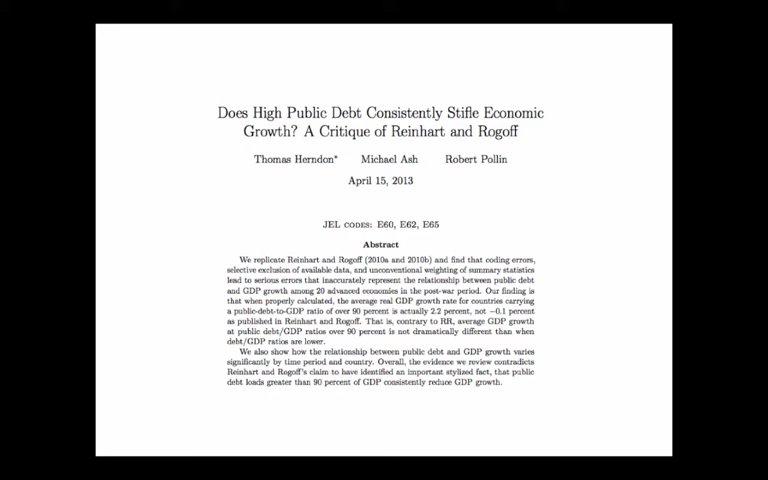 Does High Public Debt Consistently Stifle Economic
Growth? A Critique of Reinhart and Rogoff
Thomas Herndon* Michael Ash Robert Pollin
April 15, 2013
JEL CODES: E60, E62, E65
Abstract
We replicate Reinhart and Rogoff (2010a and 2010b) and find that coding errors,
selective exclusion of available data, and unconventional weighting of summary statistics
lead to serious errors that inaccurately represent the relationship between public debt
and GDP growth among 20 advanced economies in the post-war period. Our finding is
that when properly calculated, the average real GDP growth rate for countries carrying
a public-debt-to-GDP ratio of over 90 percent is actually 2.2 percent, not −0.1 percent
as published in Reinhart and Rogoff. That is, contrary to RR, average GDP growth
at public debt/GDP ratios over 90 percent is not dramatically different than when
debt/GDP ratios are lower.
We also show how the relationship between public debt and GDP growth varies
significantly by time period and country. Overall, the evidence we review contradicts
Reinhart and Rogoff's claim to have identified an important stylized fact, that public
debt loads greater than 90 percent of GDP consistently reduce GDP growth.